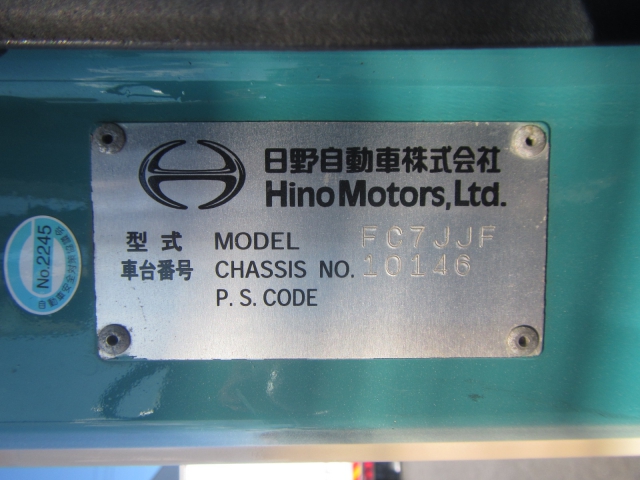 日野自動車株式会社
Hino Motors, Ltd.
型式 MODEL FC7JJF
車台番号 CHASSIS NO. 10146
P.S.CODE
No.2245